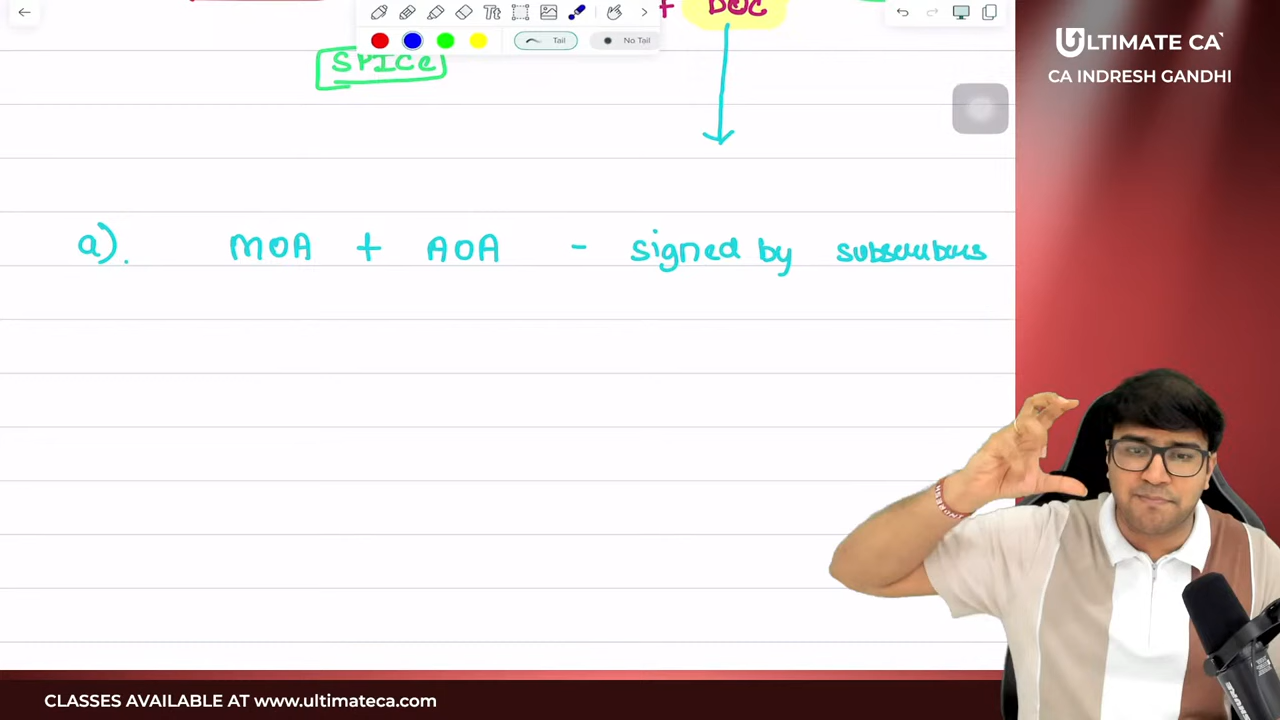 DOC
Tt
Tail
No Tail
SPICe
ULTIMATE CA
CA INDRESH GANDHI
a). MOA + AOA - signed by subscribers
CLASSES AVAILABLE AT www.ultimateca.com